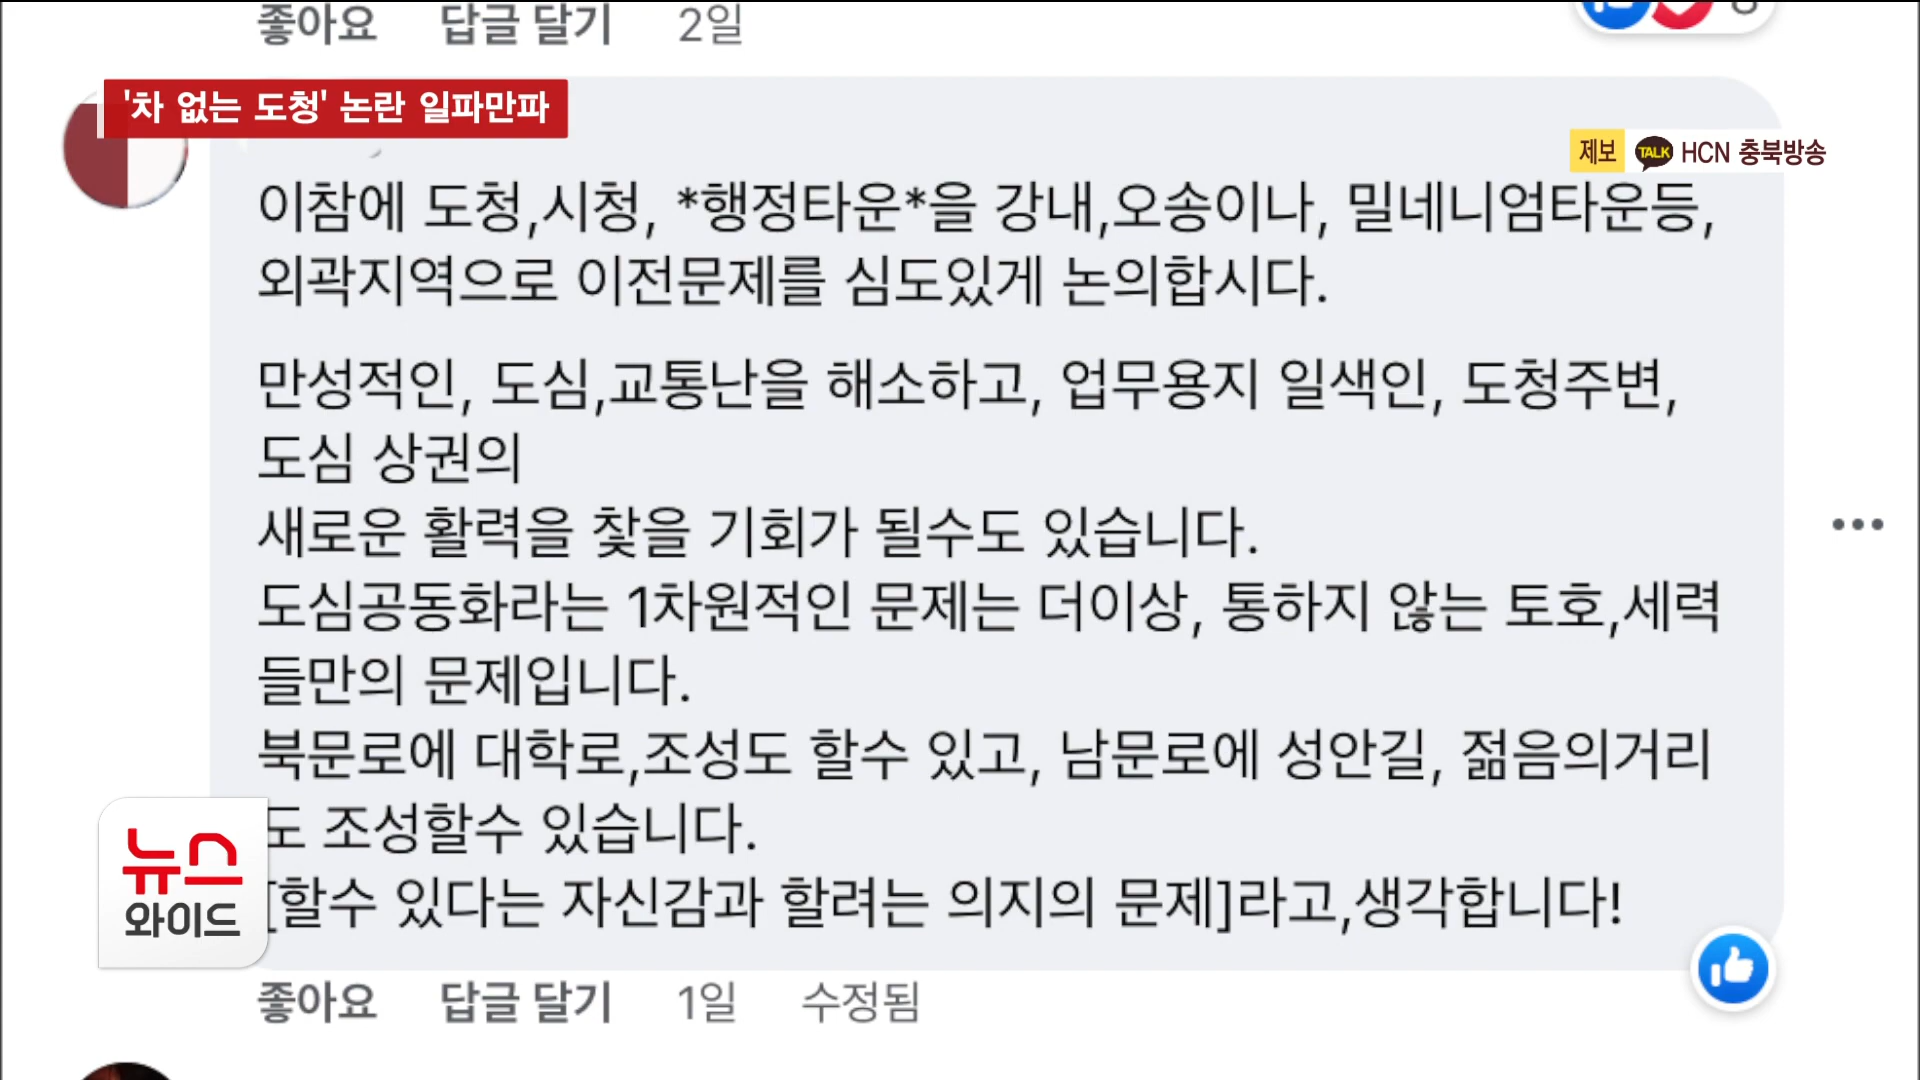 좋아요 답글 달기 2일
'차 없는 도청' 논란 일파만파
제보 TALK HCN 충북방송
이참에 도청,시청, *행정타운*을 강내,오송이나, 밀네니엄타운등,
외곽지역으로 이전문제를 심도있게 논의합시다.
만성적인, 도심,교통난을 해소하고, 업무용지 일색인, 도청주변,
도심 상권의
새로운 활력을 찾을 기회가 될수도 있습니다.
도심공동화라는 1차원적인 문제는 더이상, 통하지 않는 토호,세력
들만의 문제입니다.
북문로에 대학로,조성도 할수 있고, 남문로에 성안길, 젊음의거리
도 조성할수 있습니다.
[할수 있다는 자신감과 할려는 의지의 문제]라고,생각합니다!
뉴스
와이드
좋아요 답글 달기 1일 수정됨